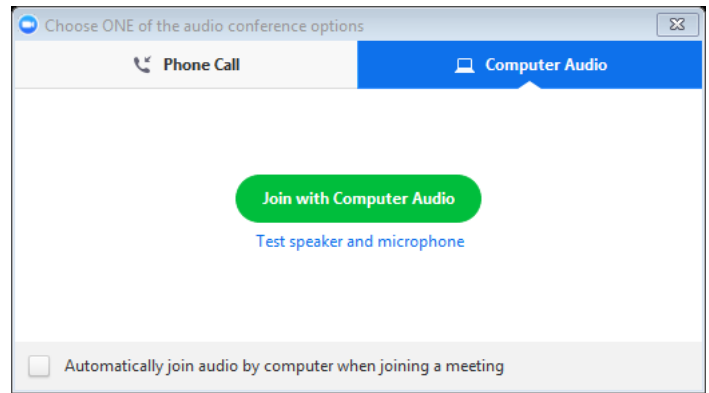 Choose ONE of the audio conference options
Phone Call
Computer Audio
Join with Computer Audio
Test speaker and microphone
Automatically join audio by computer when joining a meeting